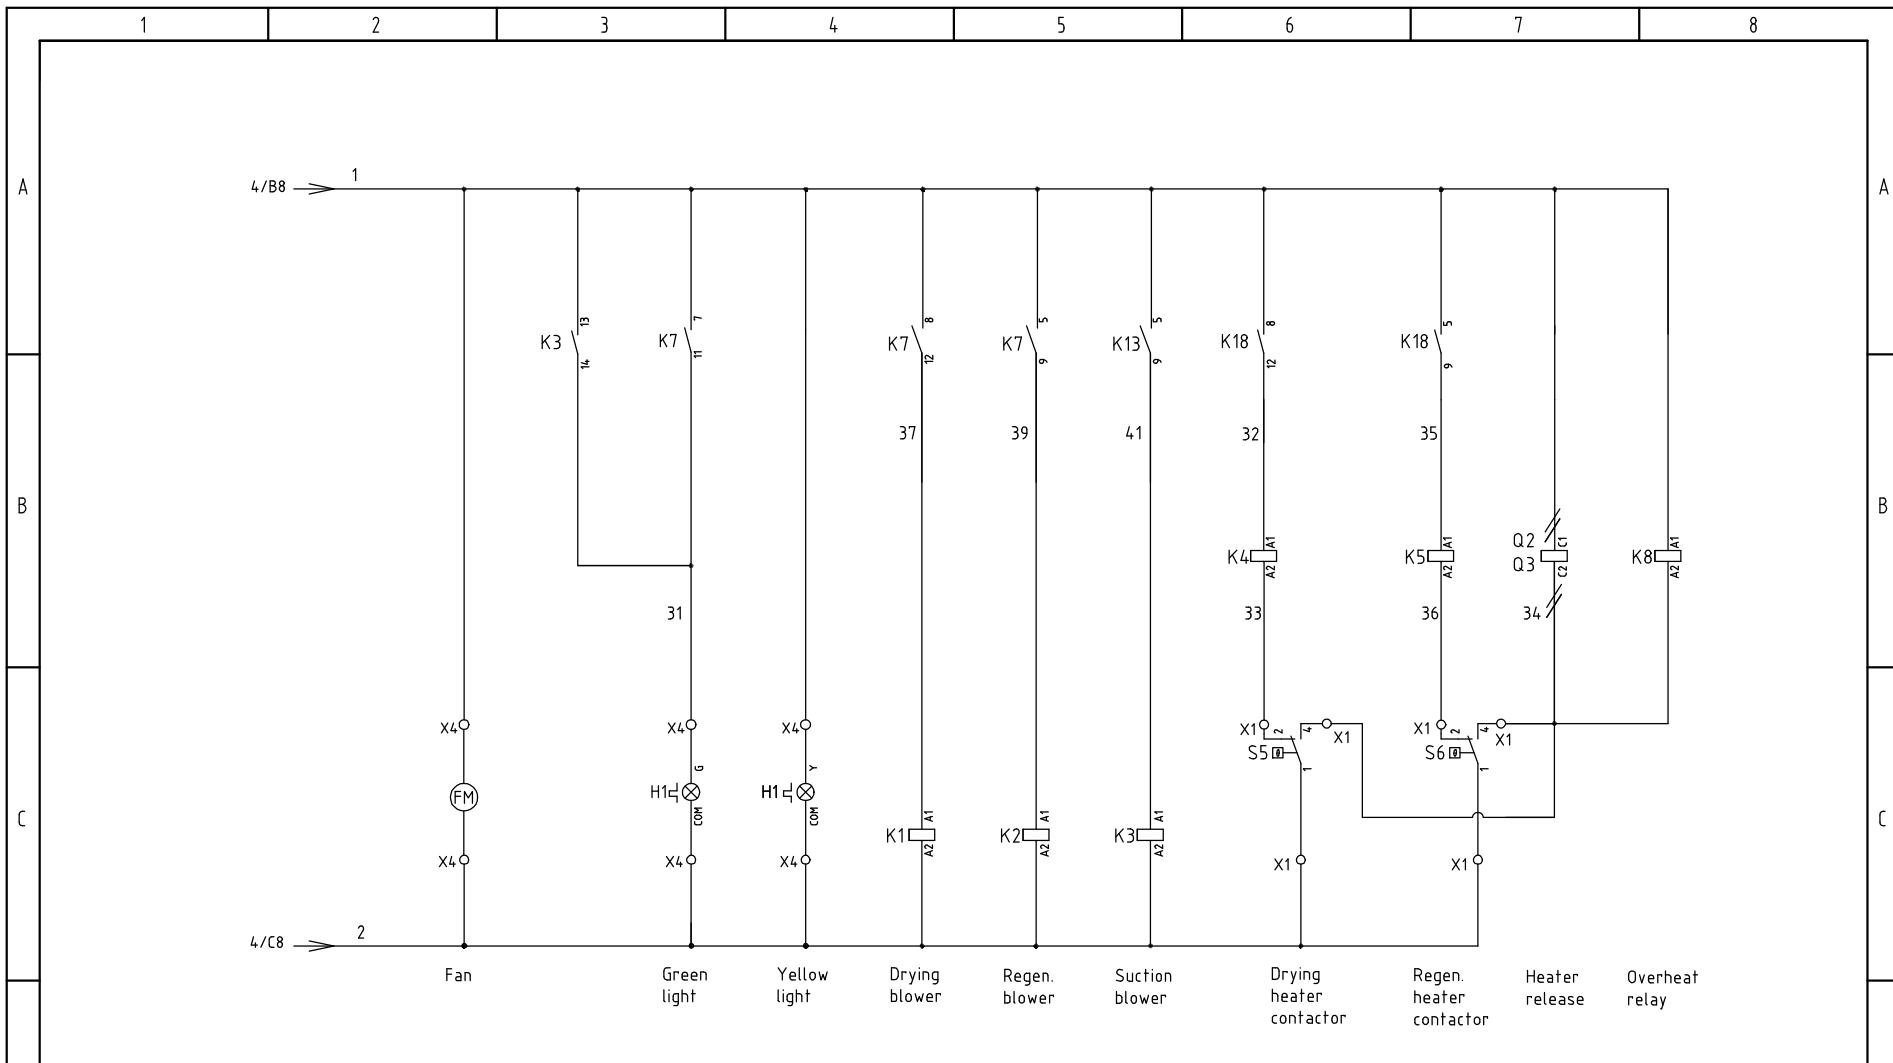 1 2 3 4 5 6 7 8
A A
4/B8 1
13 7 8 5 5 8 5
K3 K7 K7 K7 K13 K18 K18
14 11 12 9 9 12 9
37 39 41 32 35
B B
Q2 C1
A1 A1 A1
K4 K5 Q3 K8
A2 A2 C2 A2
31 33 36 34
X4 X4 X4 X1 2 4 X1 X1 2 4 X1
S5 S6
G Y 1 1
FM H1 H1
COM COM
C C
A1 A1 A1
K1 K2 K3
A2 A2 A2
X4 X4 X4 X1 X1
4/C8 2
Fan
Green
light
Yellow
light
Drying
blower
Regen.
blower
Suction
blower
Drying
heater
contactor
Regen.
heater
contactor
Heater
release
Overheat
relay